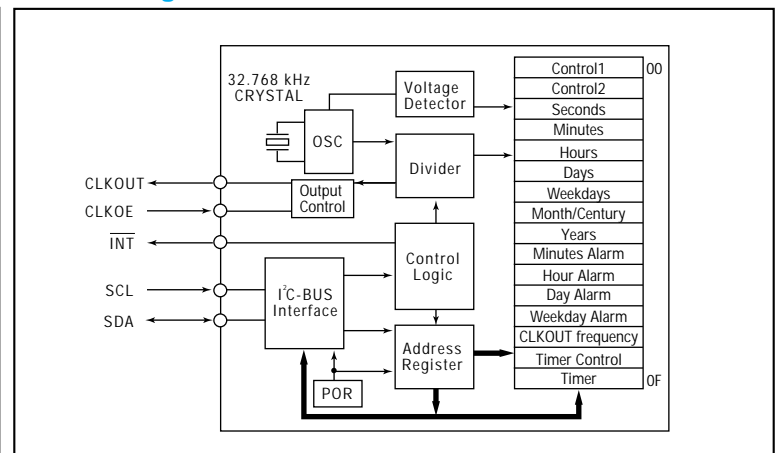 32.768 kHz
CRYSTAL
OSC
Voltage
Detector
Divider
CLKOUT
CLKOE
Output
Control
INT
Control
Logic
SCL
SDA
I²C-BUS
Interface
Address
Register
POR
Control1
00
Control2
Seconds
Minutes
Hours
Days
Weekdays
Month/Century
Years
Minutes Alarm
Hour Alarm
Day Alarm
Weekday Alarm
CLKOUT frequency
Timer Control
Timer
0F